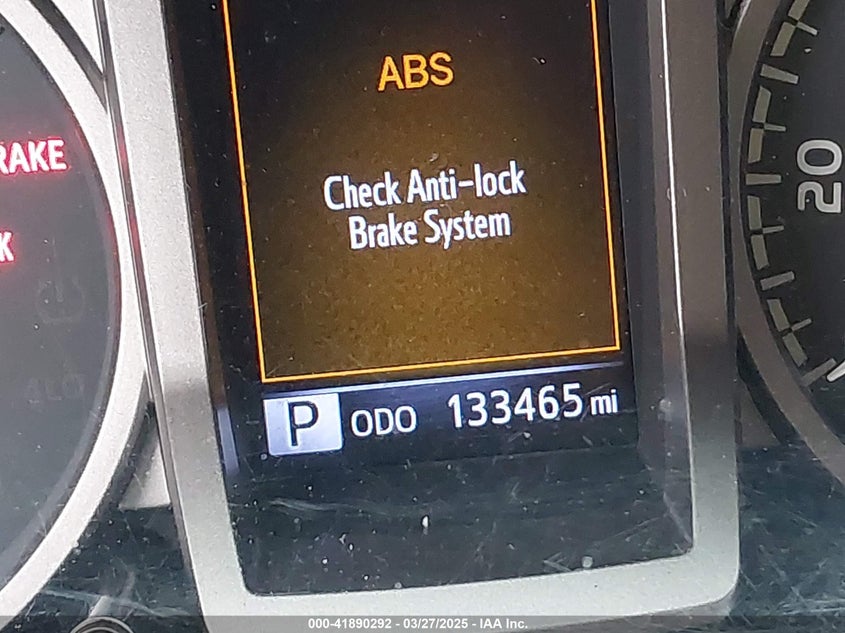 ABS
Check Anti-lock
Brake System
RAKE
K
20
P ODO 133465 mi
000-41890292 - 03/27/2025 - IAA Inc.